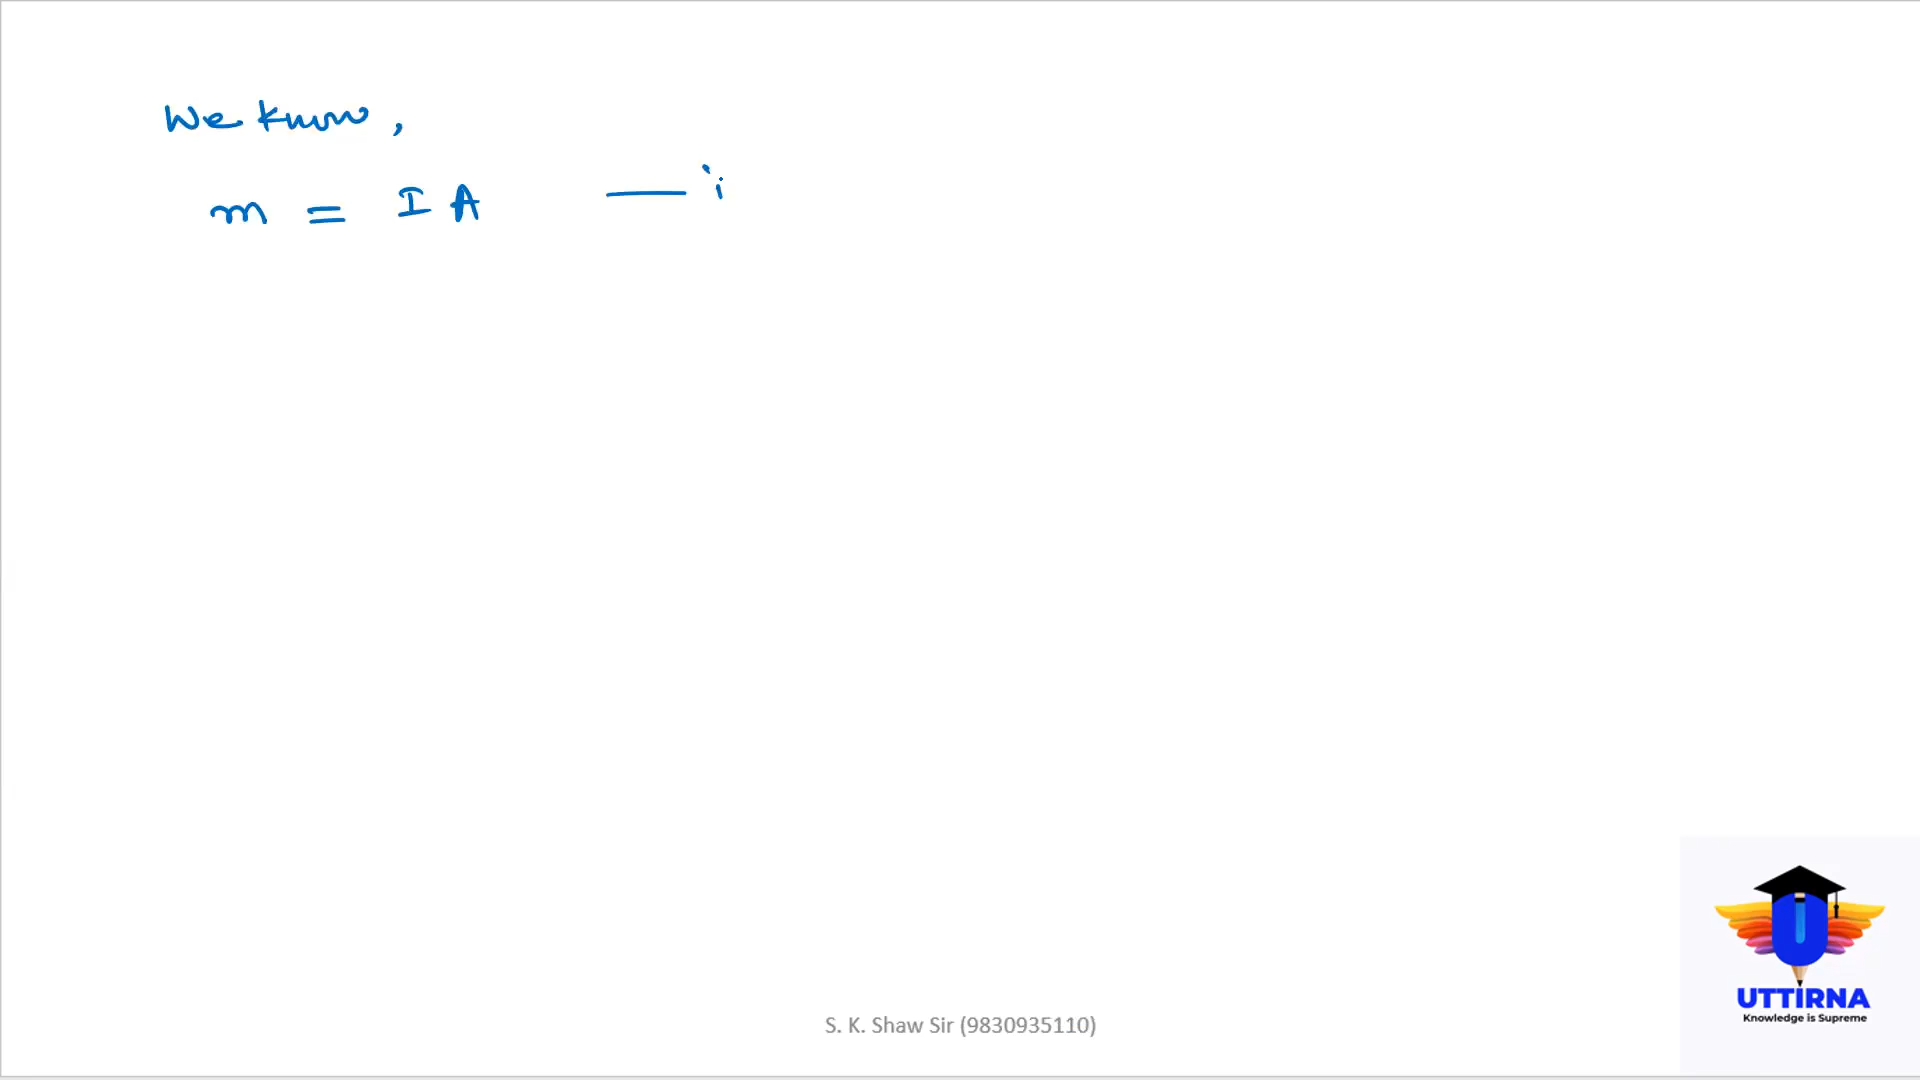 We know,
m = I A — i
UTTIRNA
Knowledge is Supreme
S. K. Shaw Sir (9830935110)